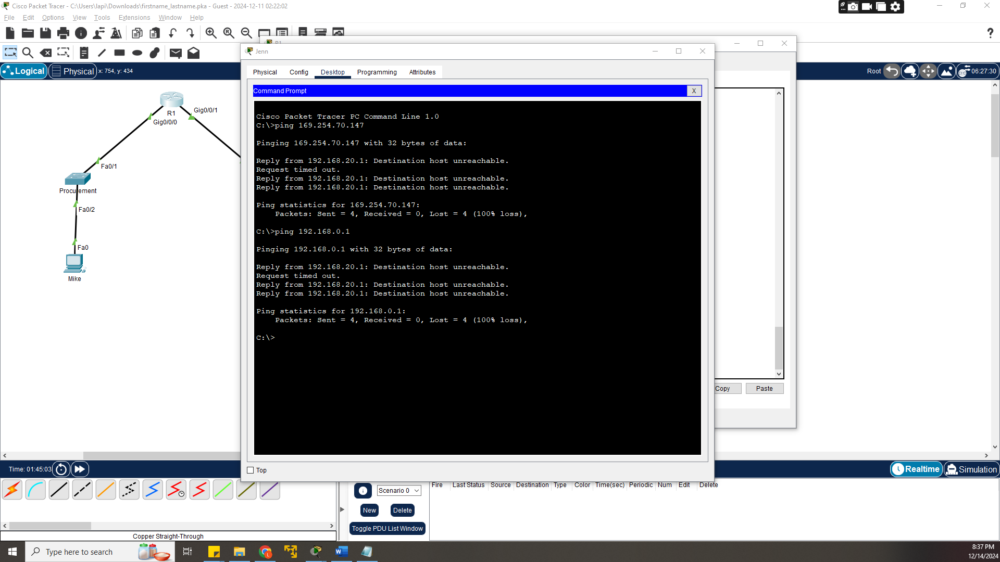 Cisco Packet Tracer - C:\Users\lapi\Downloads\firstname_lastname.pka - Guest - 2024-12-11 02:22:02
File Edit Options View Tools Extensions Window Help
R1
Jenn
Logical Physical x: 754, y: 434
Root 06:27:30
Physical Config Desktop Programming Attributes
Command Prompt X
Cisco Packet Tracer PC Command Line 1.0
C:\>ping 169.254.70.147
Pinging 169.254.70.147 with 32 bytes of data:
Reply from 192.168.20.1: Destination host unreachable.
Request timed out.
Reply from 192.168.20.1: Destination host unreachable.
Reply from 192.168.20.1: Destination host unreachable.
Ping statistics for 169.254.70.147:
Packets: Sent = 4, Received = 0, Lost = 4 (100% loss),
C:\>ping 192.168.0.1
Pinging 192.168.0.1 with 32 bytes of data:
Reply from 192.168.20.1: Destination host unreachable.
Request timed out.
Reply from 192.168.20.1: Destination host unreachable.
Reply from 192.168.20.1: Destination host unreachable.
Ping statistics for 192.168.0.1:
Packets: Sent = 4, Received = 0, Lost = 4 (100% loss),
C:\>
R1
Gig0/0/1
Gig0/0/0
Fa0/1
Procurement
Fa0/2
Fa0
Mike
Copy Paste
Top
Time: 01:45:03
Realtime Simulation
Scenario 0
New Delete
Toggle PDU List Window
Fire Last Status Source Destination Type Color Time(sec) Periodic Num Edit Delete
Copper Straight-Through
Type here to search
8:37 PM
12/14/2024